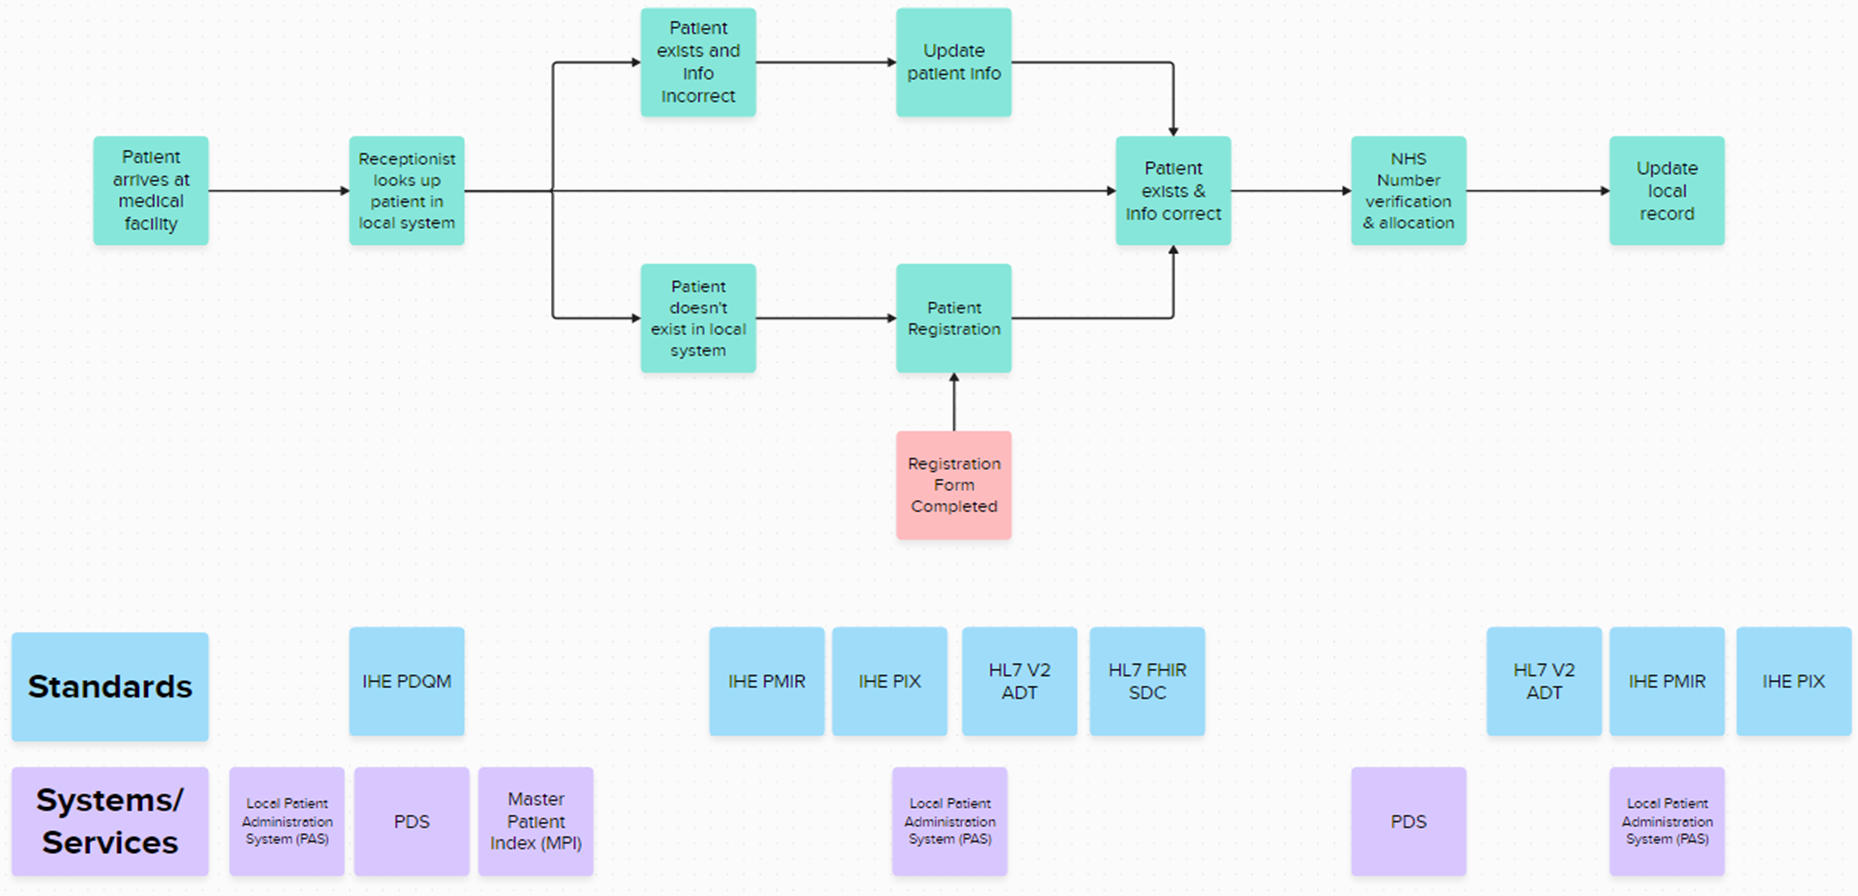 Patient
exists and
info
incorrect
Update
patient info
Patient
arrives at
medical
facility
Receptionist
looks up
patient in
local system
Patient
exists &
info correct
NHS
Number
verification
& allocation
Update
local
record
Patient
doesn't
exist in local
system
Patient
Registration
Registration
Form
Completed
Standards
IHE PDQM
IHE PMIR
IHE PIX
HL7 V2
ADT
HL7 FHIR
SDC
HL7 V2
ADT
IHE PMIR
IHE PIX
Systems/
Services
Local Patient
Administration
System (PAS)
PDS
Master
Patient
Index (MPI)
Local Patient
Administration
System (PAS)
PDS
Local Patient
Administration
System (PAS)